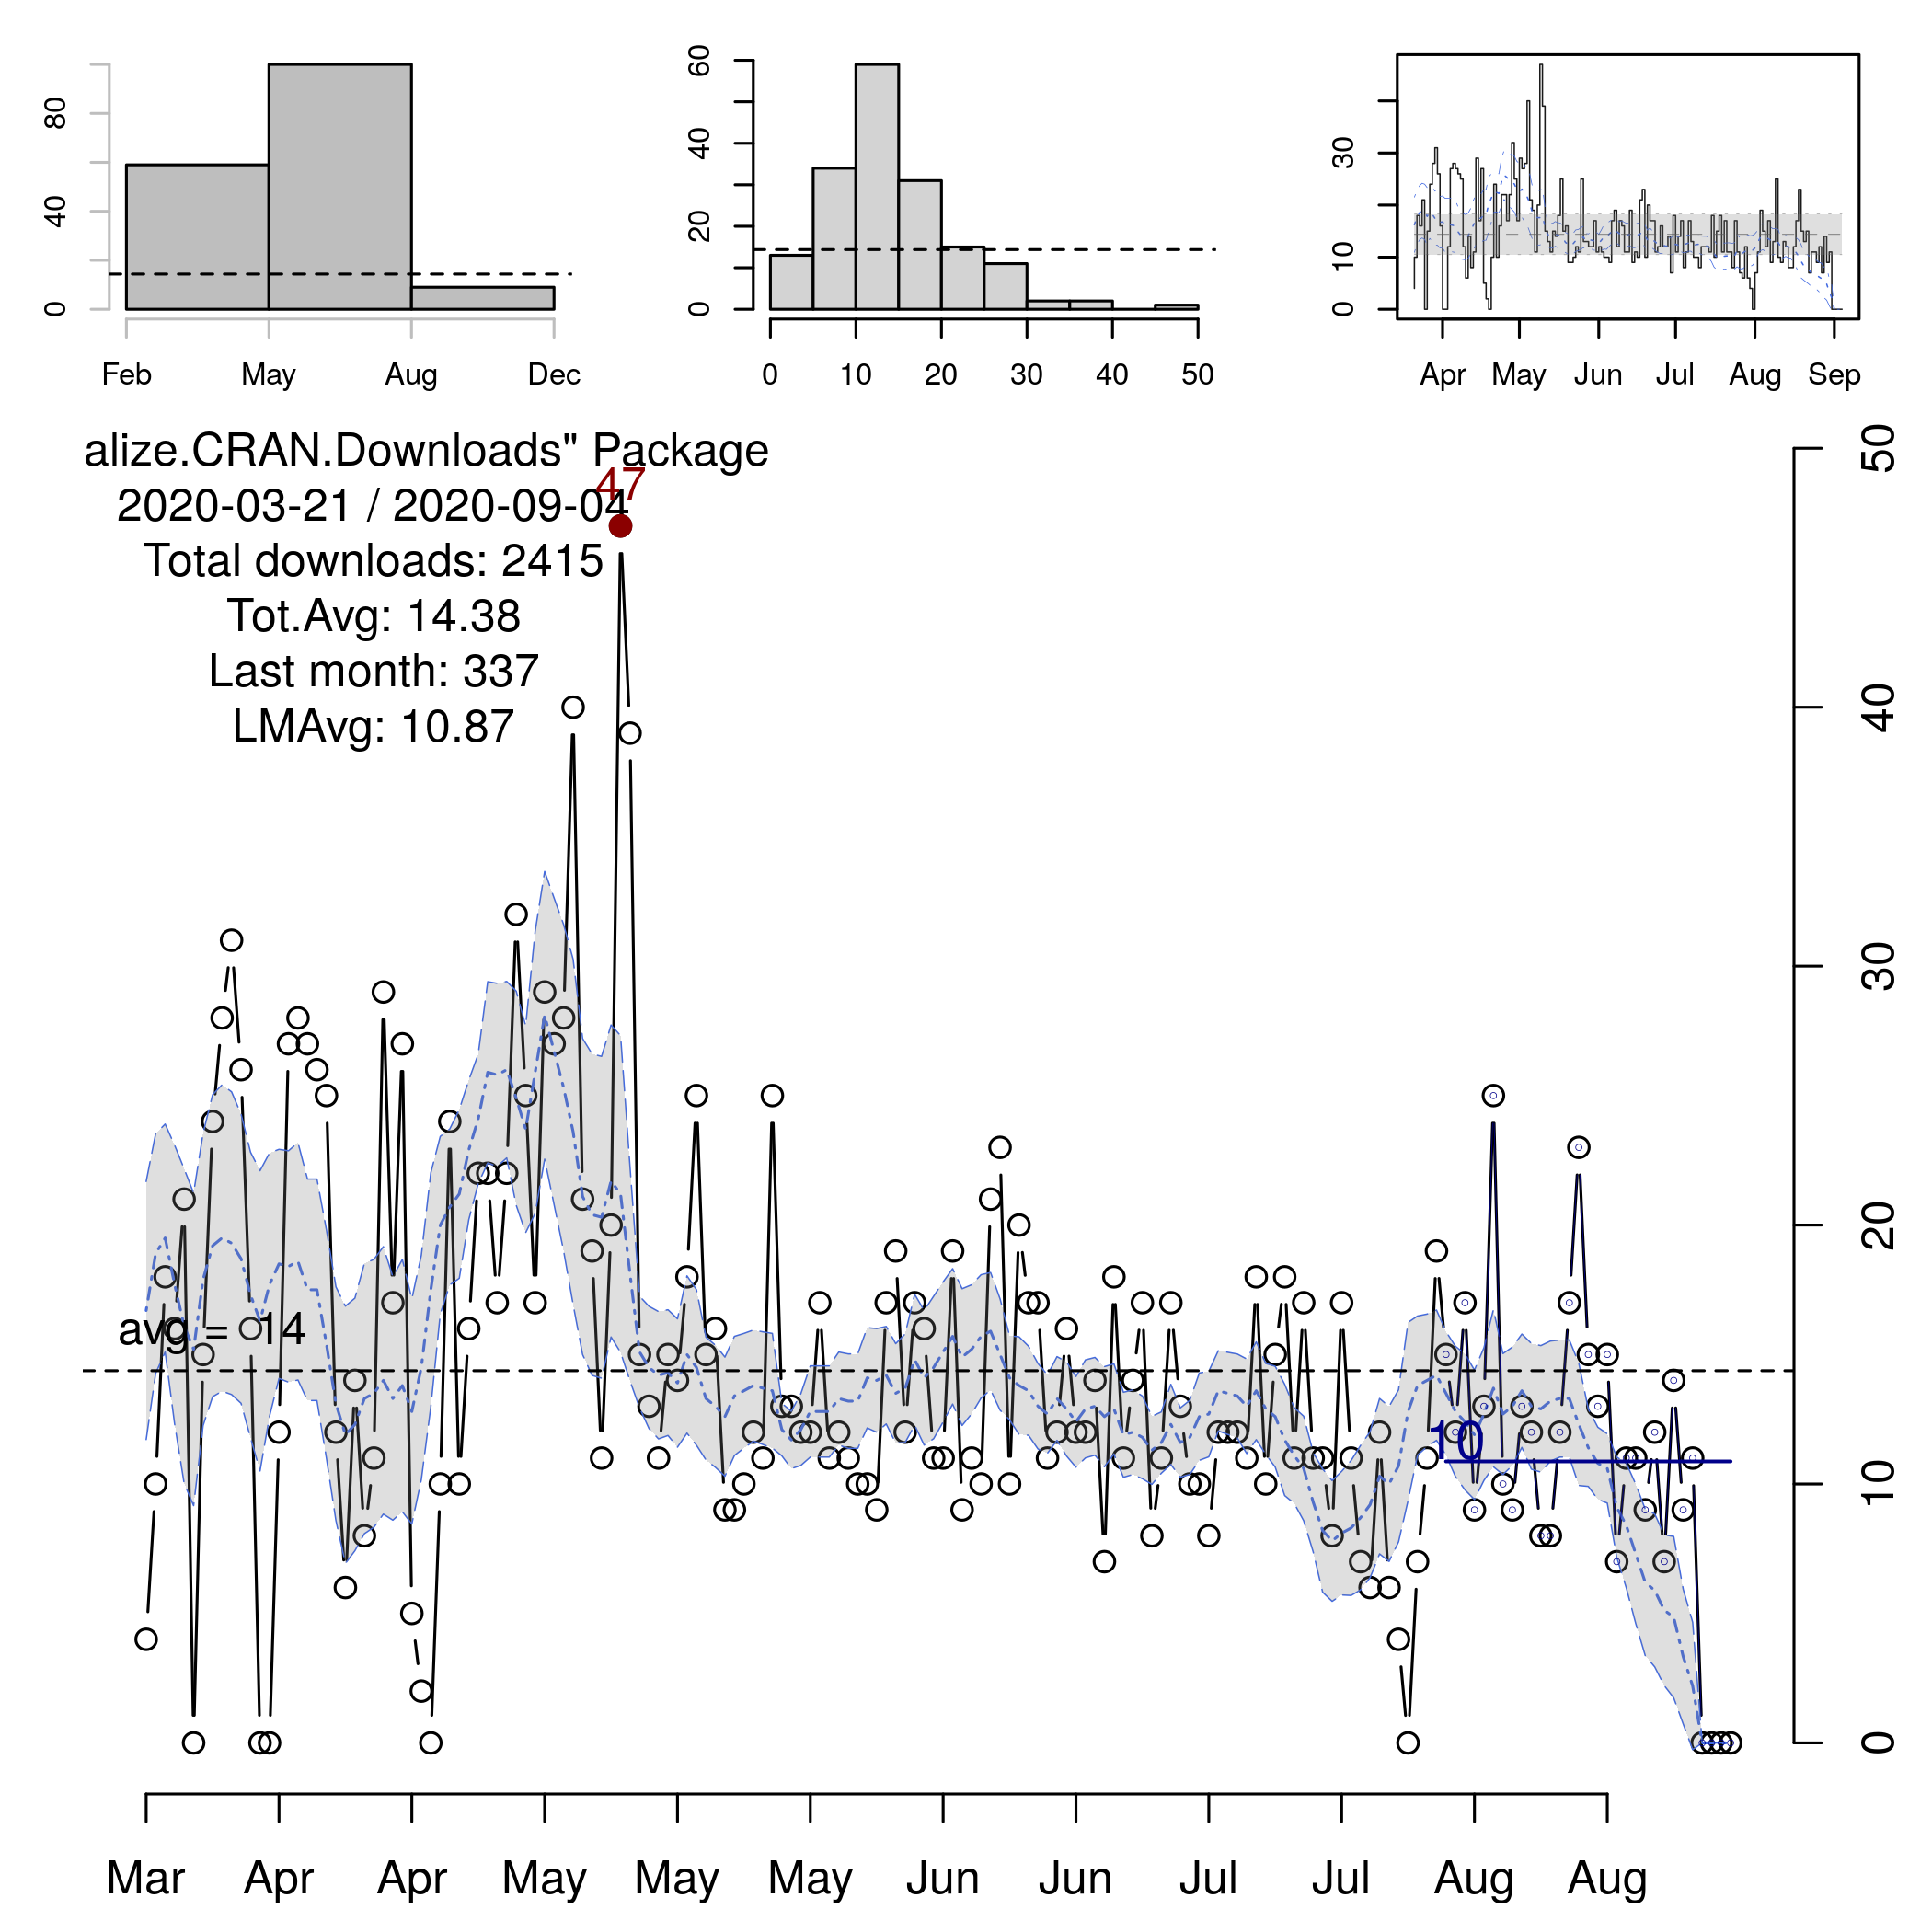 80
40
0
Feb May Aug Dec
60
40
20
0
0 10 20 30 40 50
30
10
0
Apr May Jun Jul Aug Sep
alize.CRAN.Downloads" Package
2020-03-21 / 2020-09-04
Total downloads: 2415
Tot.Avg: 14.38
Last month: 337
LMAvg: 10.87
47
avg = 14
10
50
40
30
20
10
0
Mar Apr Apr May May May Jun Jun Jul Jul Aug Aug